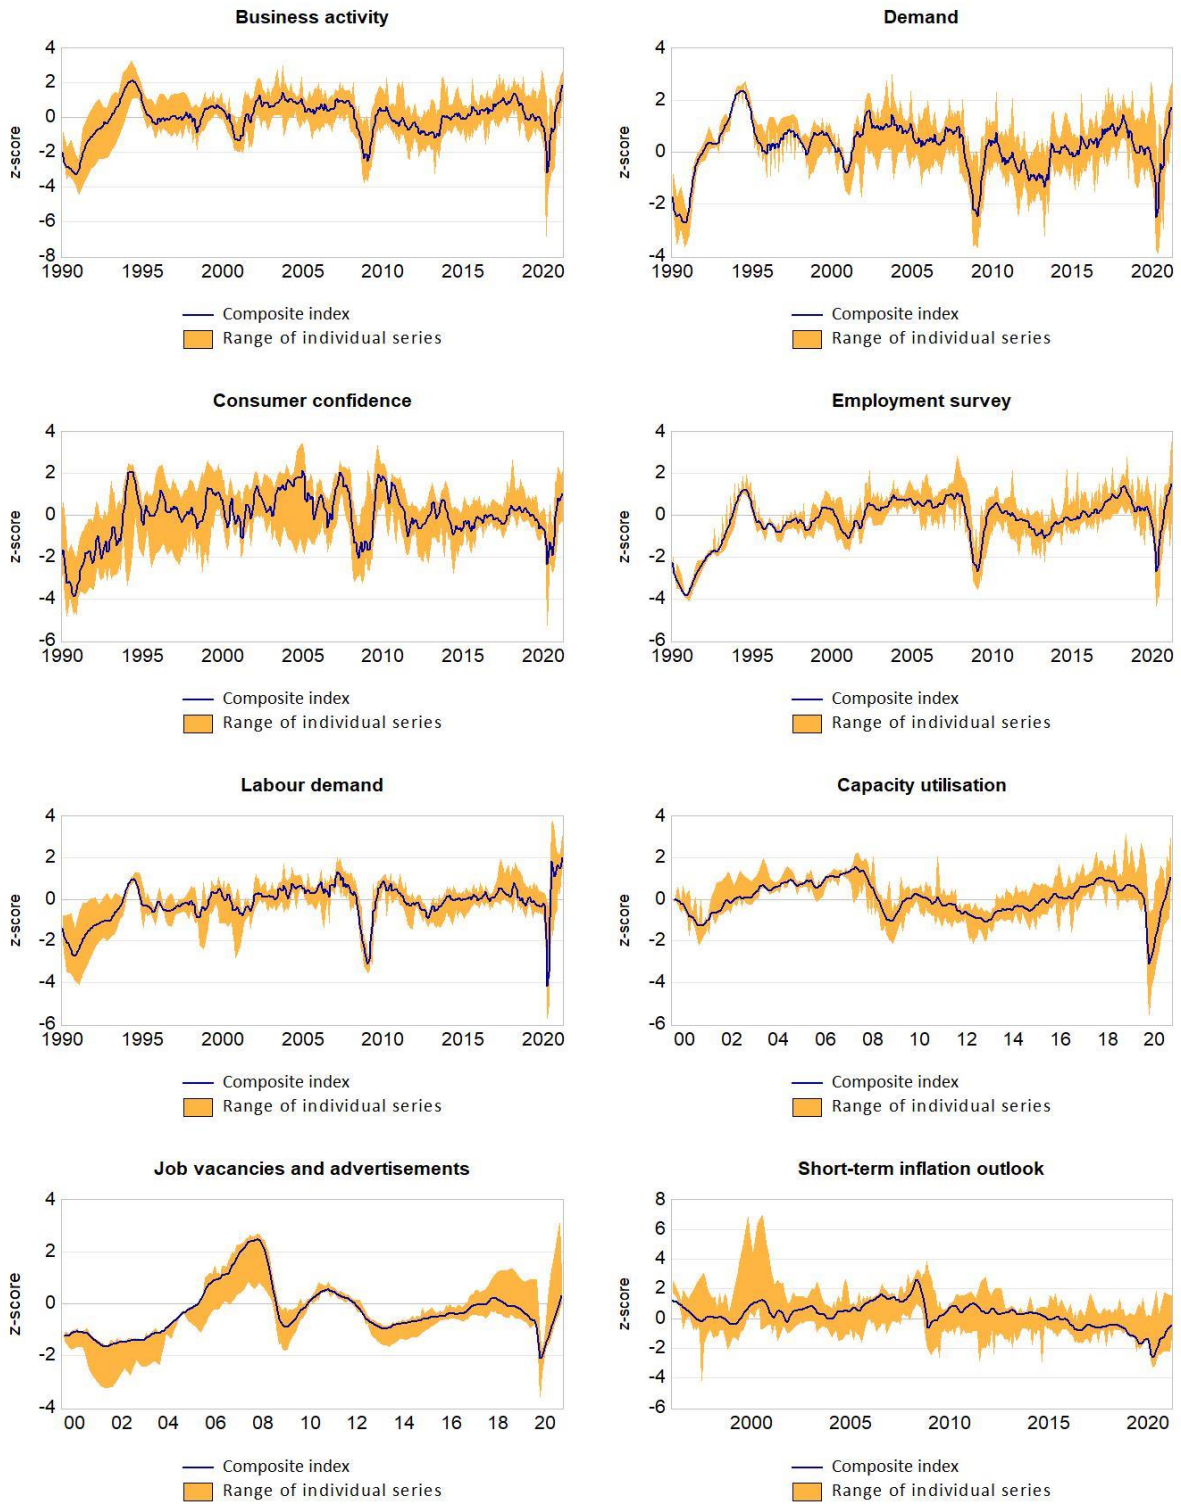 Business activity
z-score
4
2
0
-2
-4
-6
-8
1990 1995 2000 2005 2010 2015 2020
Composite index
Range of individual series
Demand
z-score
4
2
0
-2
-4
1990 1995 2000 2005 2010 2015 2020
Composite index
Range of individual series
Consumer confidence
z-score
4
2
0
-2
-4
-6
1990 1995 2000 2005 2010 2015 2020
Composite index
Range of individual series
Employment survey
z-score
4
2
0
-2
-4
-6
1990 1995 2000 2005 2010 2015 2020
Composite index
Range of individual series
Labour demand
z-score
4
2
0
-2
-4
-6
1990 1995 2000 2005 2010 2015 2020
Composite index
Range of individual series
Capacity utilisation
z-score
4
2
0
-2
-4
-6
00 02 04 06 08 10 12 14 16 18 20
Composite index
Range of individual series
Job vacancies and advertisements
z-score
4
2
0
-2
-4
00 02 04 06 08 10 12 14 16 18 20
Composite index
Range of individual series
Short-term inflation outlook
z-score
8
6
4
2
0
-2
-4
-6
2000 2005 2010 2015 2020
Composite index
Range of individual series